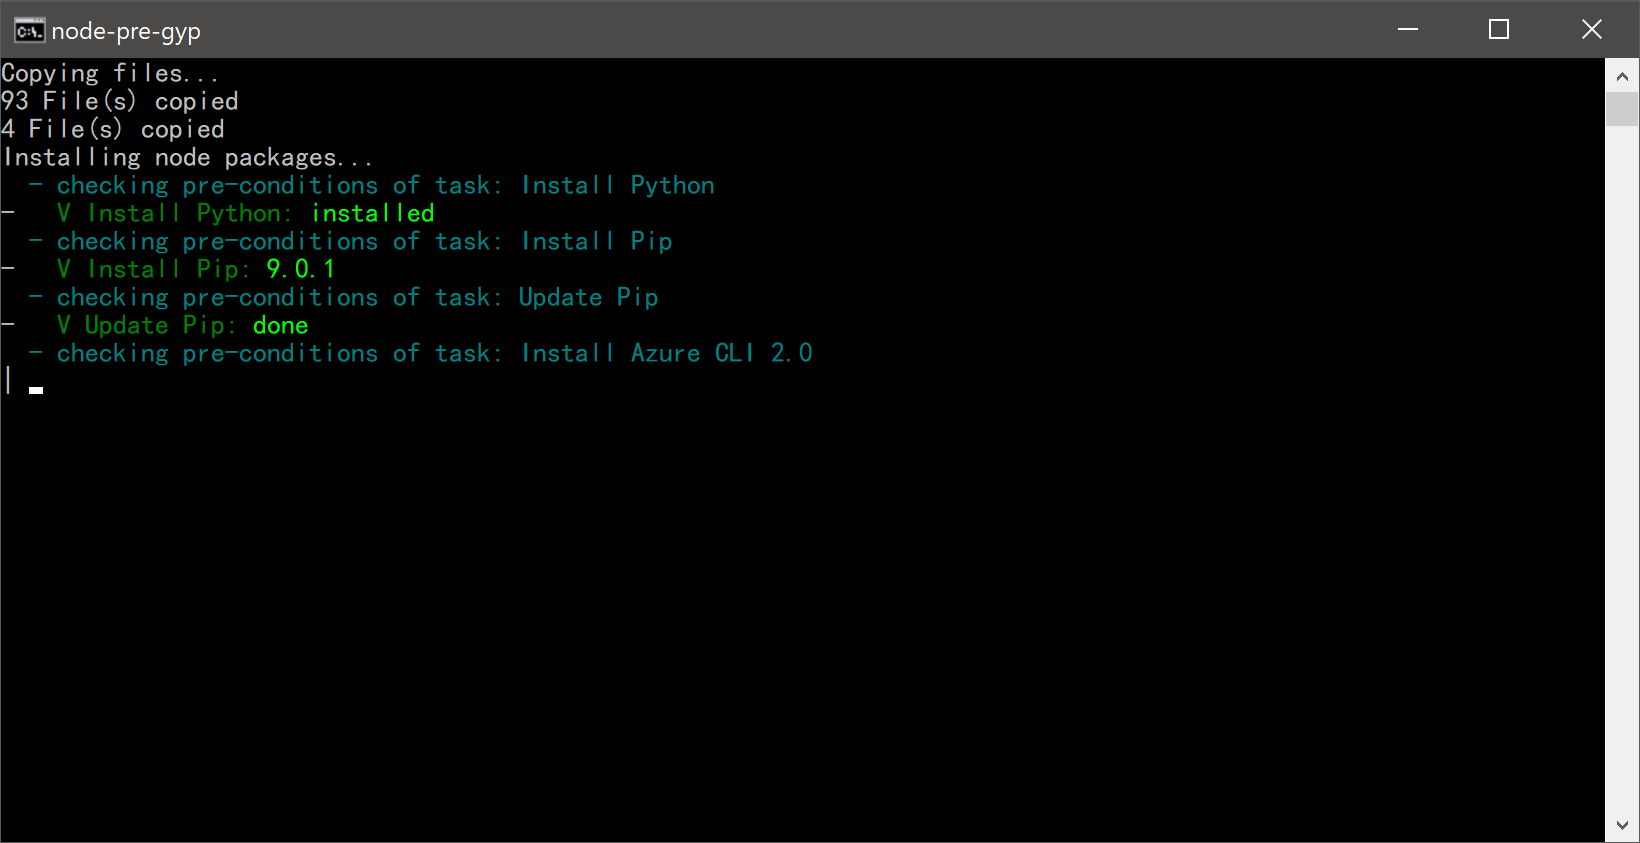 C:\.
node-pre-gyp
Copying files...
93 File(s) copied
4 File(s) copied
Installing node packages...
- checking pre-conditions of task: Install Python
- V Install Python: installed
- checking pre-conditions of task: Install Pip
- V Install Pip: 9.0.1
- checking pre-conditions of task: Update Pip
- V Update Pip: done
- checking pre-conditions of task: Install Azure CLI 2.0
|